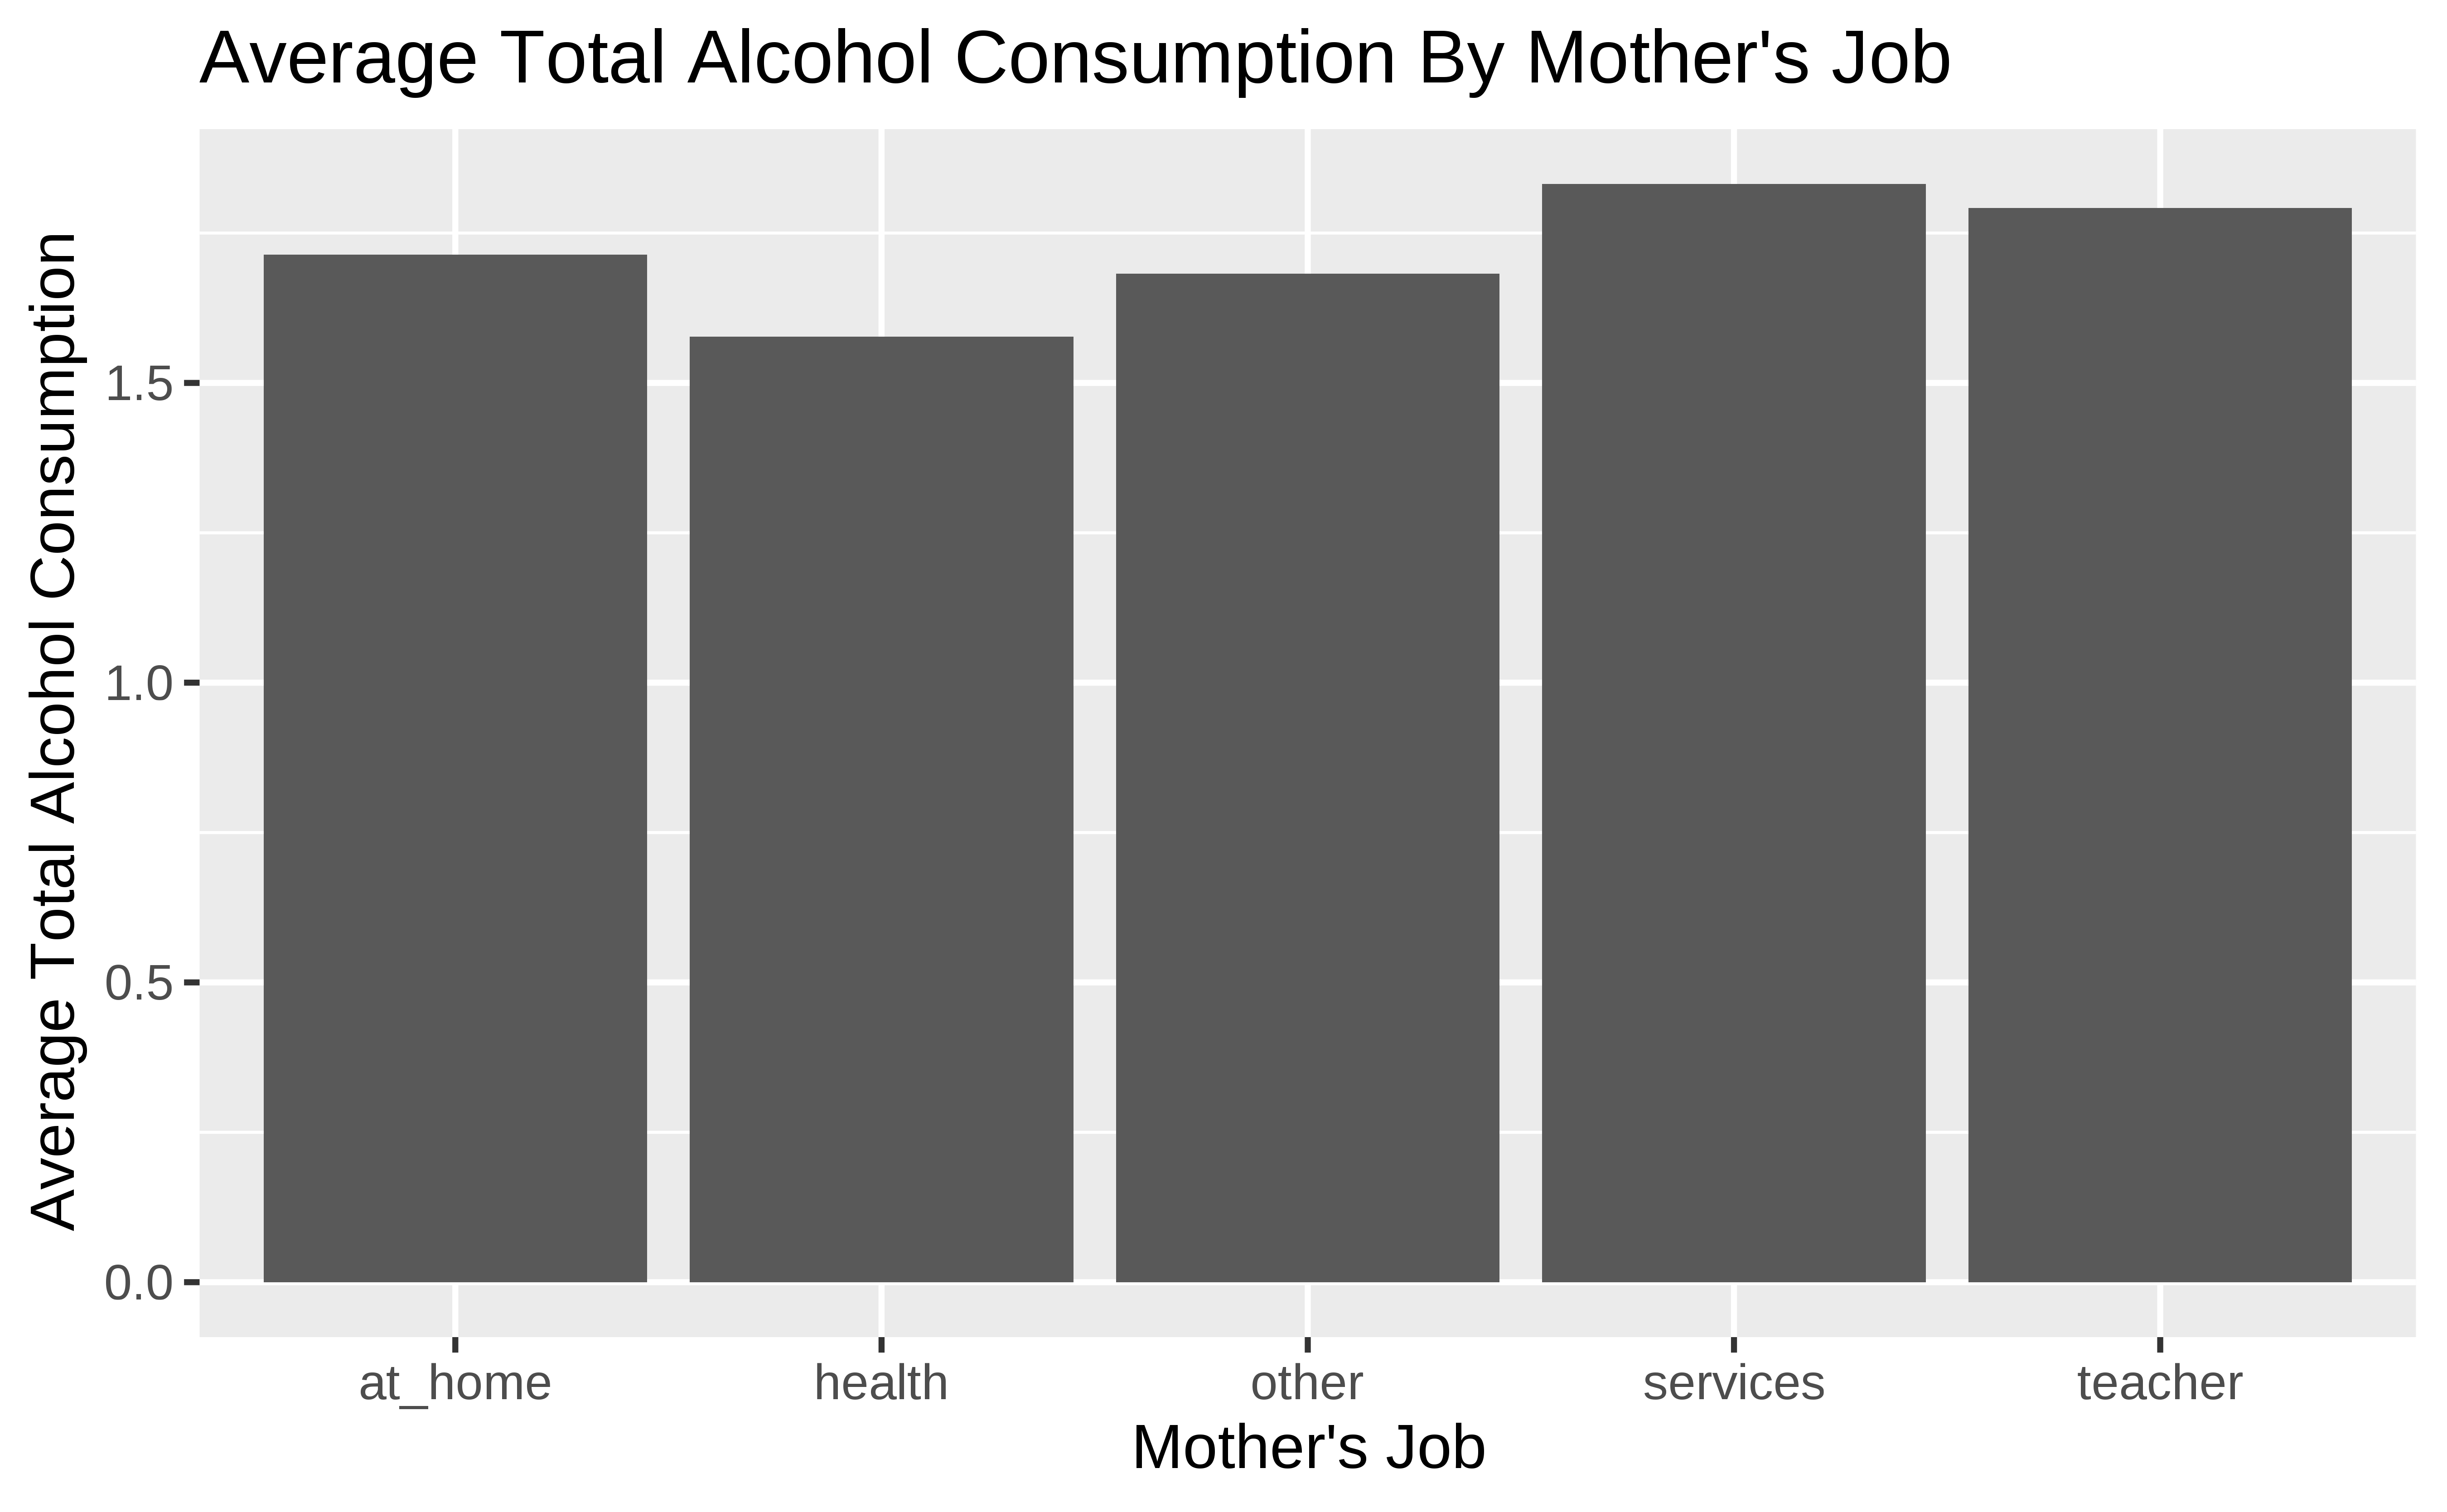 Average Total Alcohol Consumption By Mother's Job
Average Total Alcohol Consumption
1.5
1.0
0.5
0.0
at_home health other services teacher
Mother's Job